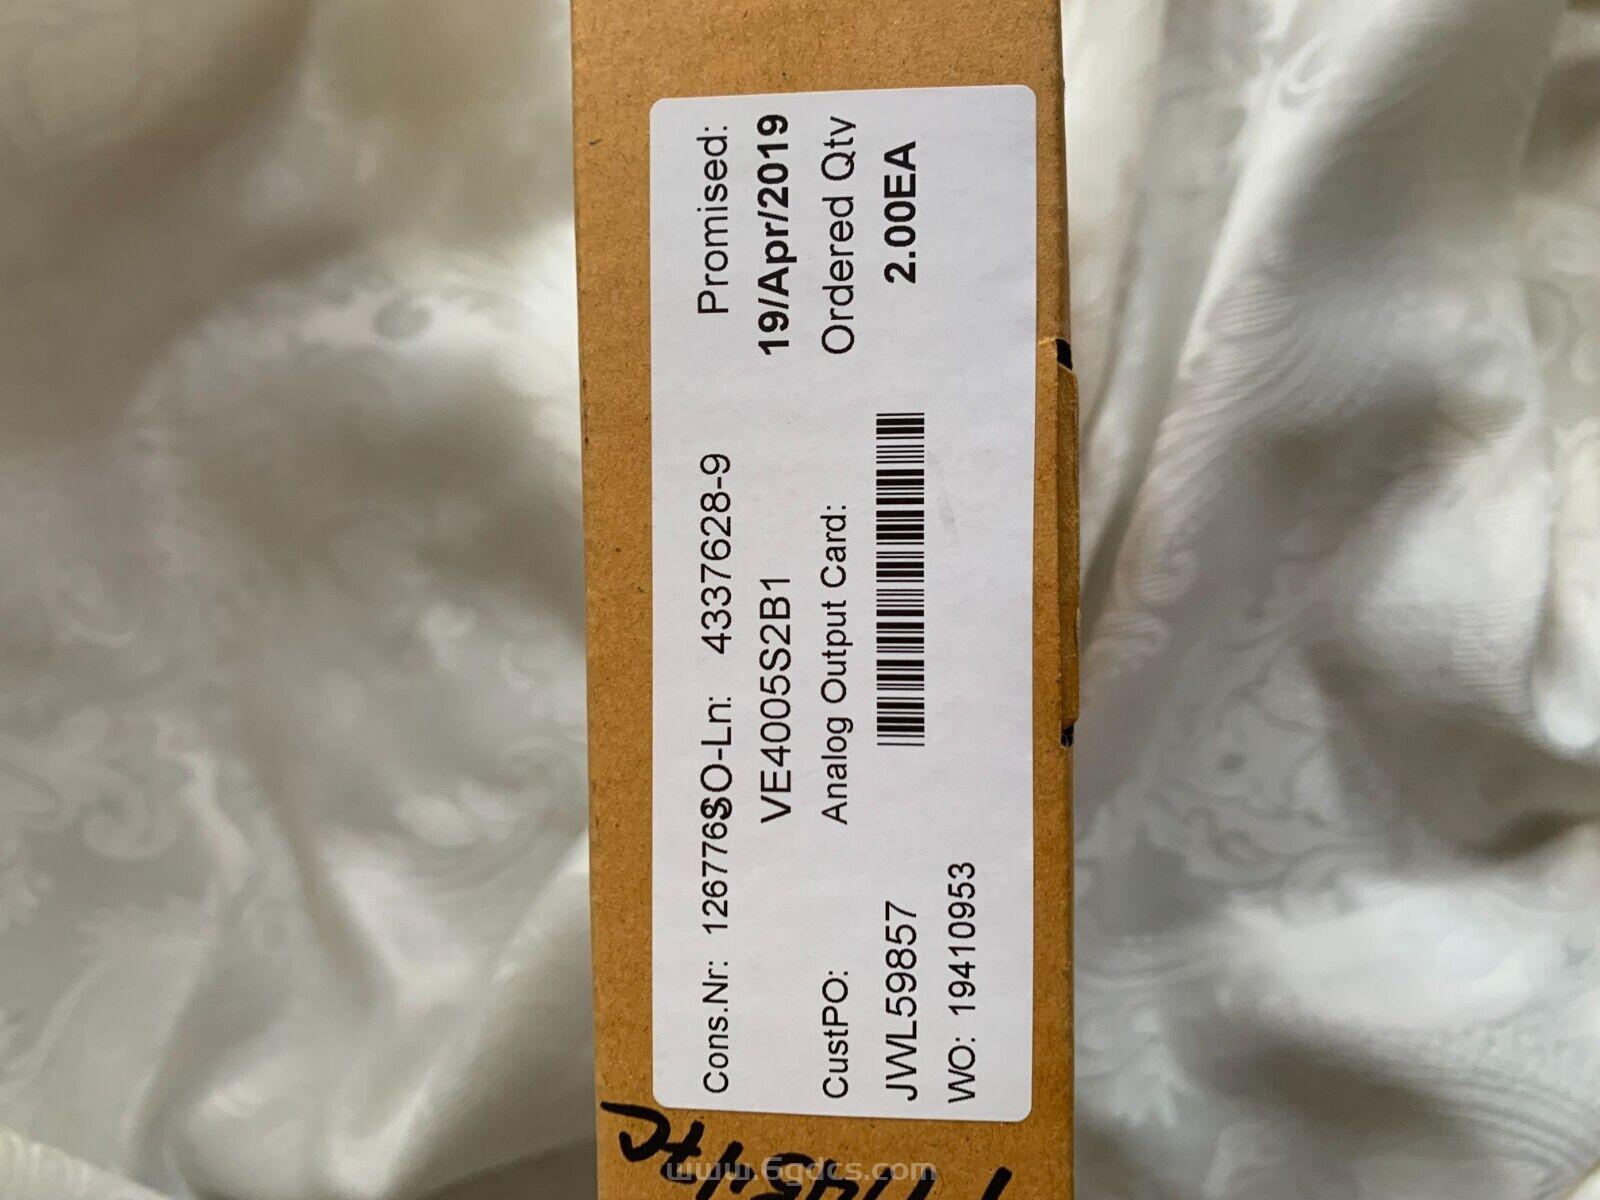 Cons.Nr: 126776
SO-Ln: 4337628-9
Promised:
VE4005S2B1
19/Apr/2019
CustPO:
Analog Output Card:
Ordered Qty
JWL59857
2.00EA
WO: 19410953
www.6gdcs.com